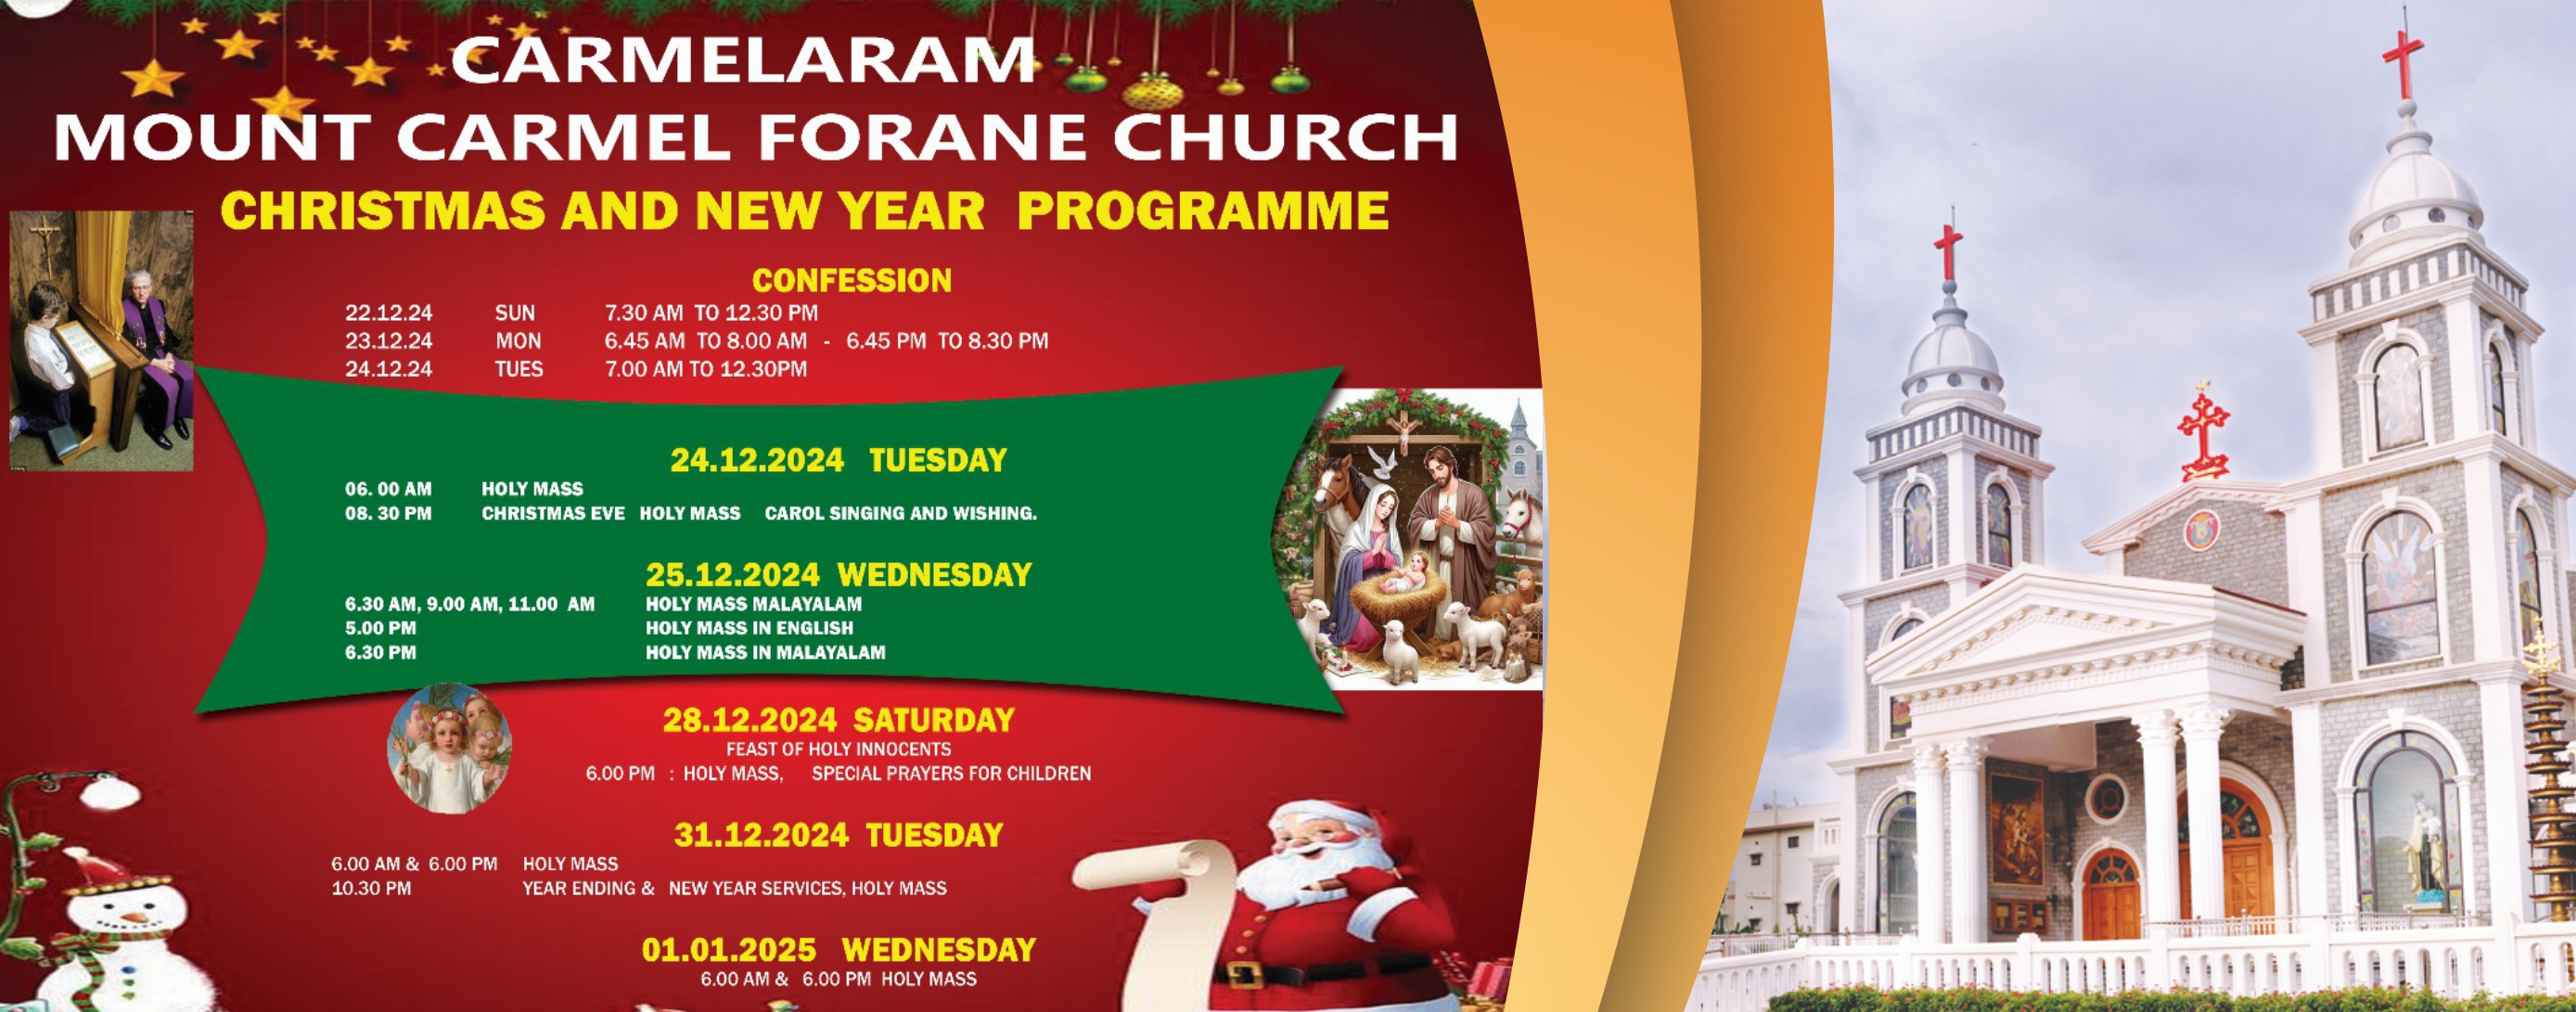 CARMELARAM
MOUNT CARMEL FORANE CHURCH
CHRISTMAS AND NEW YEAR PROGRAMME
CONFESSION
22.12.24 SUN 7.30 AM TO 12.30 PM
23.12.24 MON 6.45 AM TO 8.00 AM - 6.45 PM TO 8.30 PM
24.12.24 TUES 7.00 AM TO 12.30PM
24.12.2024 TUESDAY
06. 00 AM HOLY MASS
08. 30 PM CHRISTMAS EVE HOLY MASS CAROL SINGING AND WISHING.
25.12.2024 WEDNESDAY
6.30 AM, 9.00 AM, 11.00 AM HOLY MASS MALAYALAM
5.00 PM HOLY MASS IN ENGLISH
6.30 PM HOLY MASS IN MALAYALAM
28.12.2024 SATURDAY
FEAST OF HOLY INNOCENTS
6.00 PM : HOLY MASS, SPECIAL PRAYERS FOR CHILDREN
31.12.2024 TUESDAY
6.00 AM & 6.00 PM HOLY MASS
10.30 PM YEAR ENDING & NEW YEAR SERVICES, HOLY MASS
01.01.2025 WEDNESDAY
6.00 AM & 6.00 PM HOLY MASS